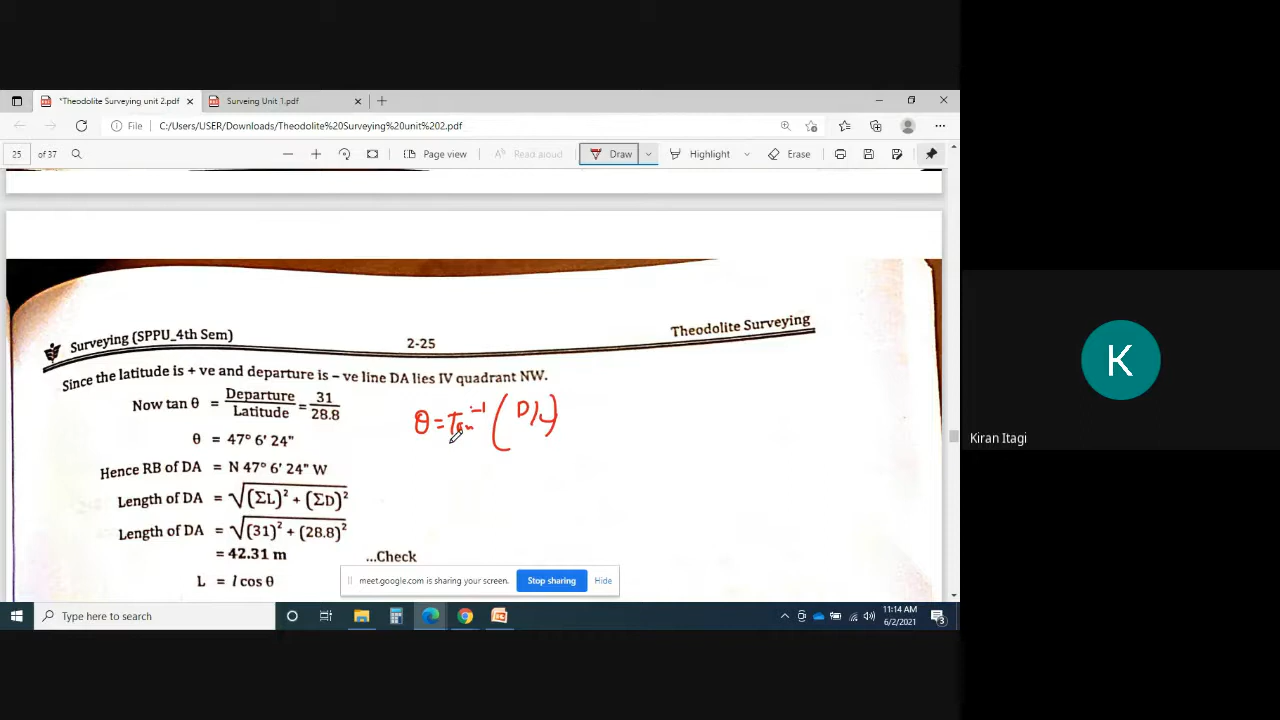 *Theodolite Surveying unit 2.pdf
Surveing Unit 1.pdf
File
C:/Users/USER/Downloads/Theodolite%20Surveying%20unit%202.pdf
25 of 37
Page view
Read aloud
Draw
Highlight
Erase
Surveying (SPPU_4th Sem)
2-25
Theodolite Surveying
Since the latitude is + ve and departure is – ve line DA lies IV quadrant NW.
Now tan θ = Departure / Latitude = 31 / 28.8
θ = 47° 6' 24"
θ = Tan⁻¹ (D/L)
Hence RB of DA = N 47° 6' 24" W
Length of DA = √(ΣL)² + (ΣD)²
Length of DA = √(31)² + (28.8)²
= 42.31 m ...Check
L = l cos θ
meet.google.com is sharing your screen.
Stop sharing
Hide
K
Kiran Itagi
Type here to search
11:14 AM
6/2/2021
3